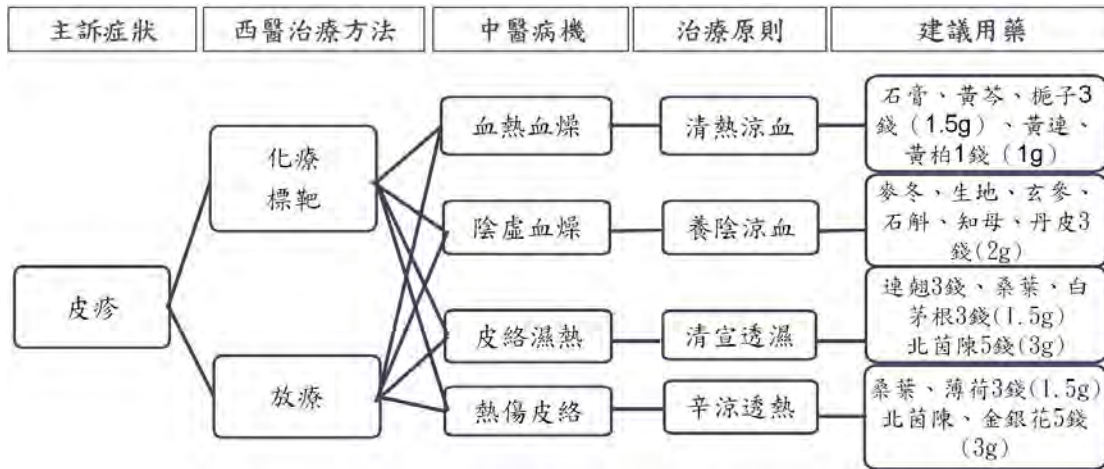 主訴症狀
西醫治療方法
中醫病機
治療原則
建議用藥
皮疹
化療
標靶
放療
血熱血燥
清熱涼血
石膏、黃芩、梔子3
錢(1.5g)、黃連、
黃柏1錢(1g)
陰虛血燥
養陰涼血
麥冬、生地、玄參、
石斛、知母、丹皮3
錢(2g)
皮絡濕熱
清宣透濕
連翹3錢、桑葉、白
茅根3錢(1.5g)
北茵陳5錢(3g)
熱傷皮絡
辛涼透熱
桑葉、薄荷3錢(1.5g)
北茵陳、金銀花5錢
(3g)